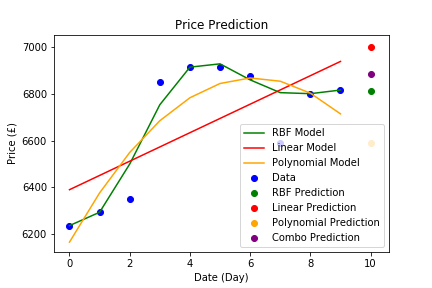 Price Prediction
Price (£)
7000
6800
6600
6400
6200
0
2
4
6
8
10
Date (Day)
RBF Model
Linear Model
Polynomial Model
Data
RBF Prediction
Linear Prediction
Polynomial Prediction
Combo Prediction